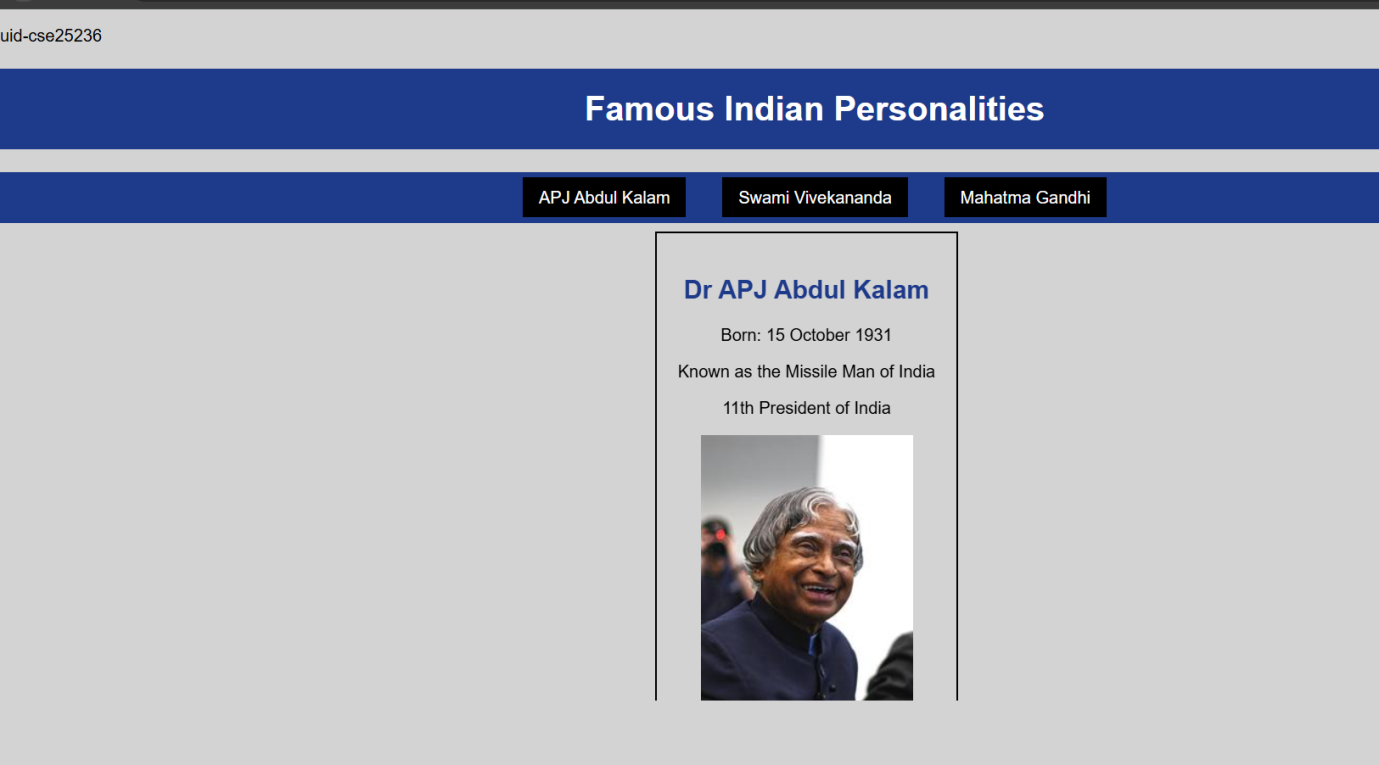 uid-cse25236
Famous Indian Personalities
APJ Abdul Kalam Swami Vivekananda Mahatma Gandhi
Dr APJ Abdul Kalam
Born: 15 October 1931
Known as the Missile Man of India
11th President of India